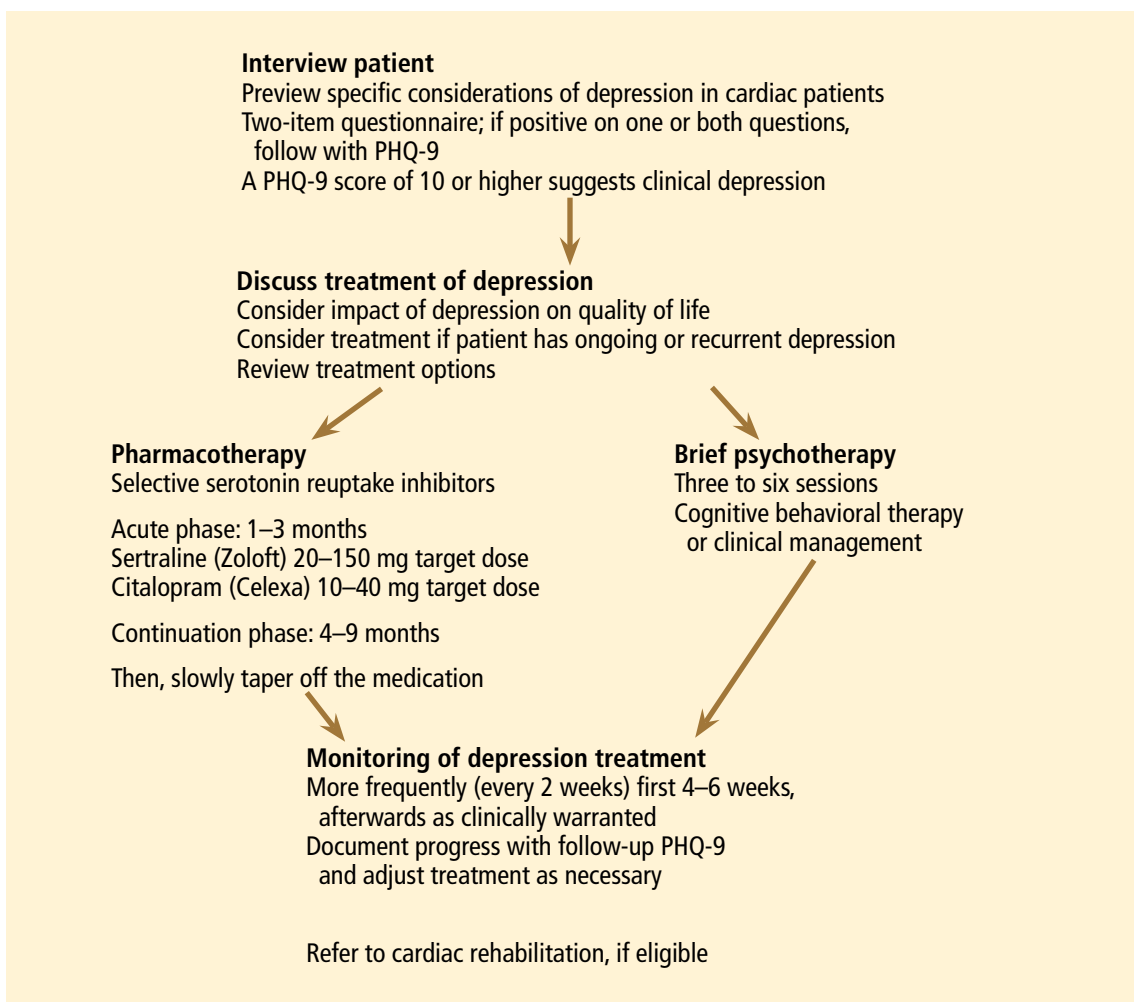 Interview patient
Preview specific considerations of depression in cardiac patients
Two-item questionnaire; if positive on one or both questions,
follow with PHQ-9
A PHQ-9 score of 10 or higher suggests clinical depression
Discuss treatment of depression
Consider impact of depression on quality of life
Consider treatment if patient has ongoing or recurrent depression
Review treatment options
Pharmacotherapy
Selective serotonin reuptake inhibitors
Acute phase: 1–3 months
Sertraline (Zoloft) 20–150 mg target dose
Citalopram (Celexa) 10–40 mg target dose
Continuation phase: 4–9 months
Then, slowly taper off the medication
Brief psychotherapy
Three to six sessions
Cognitive behavioral therapy
or clinical management
Monitoring of depression treatment
More frequently (every 2 weeks) first 4–6 weeks,
afterwards as clinically warranted
Document progress with follow-up PHQ-9
and adjust treatment as necessary
Refer to cardiac rehabilitation, if eligible